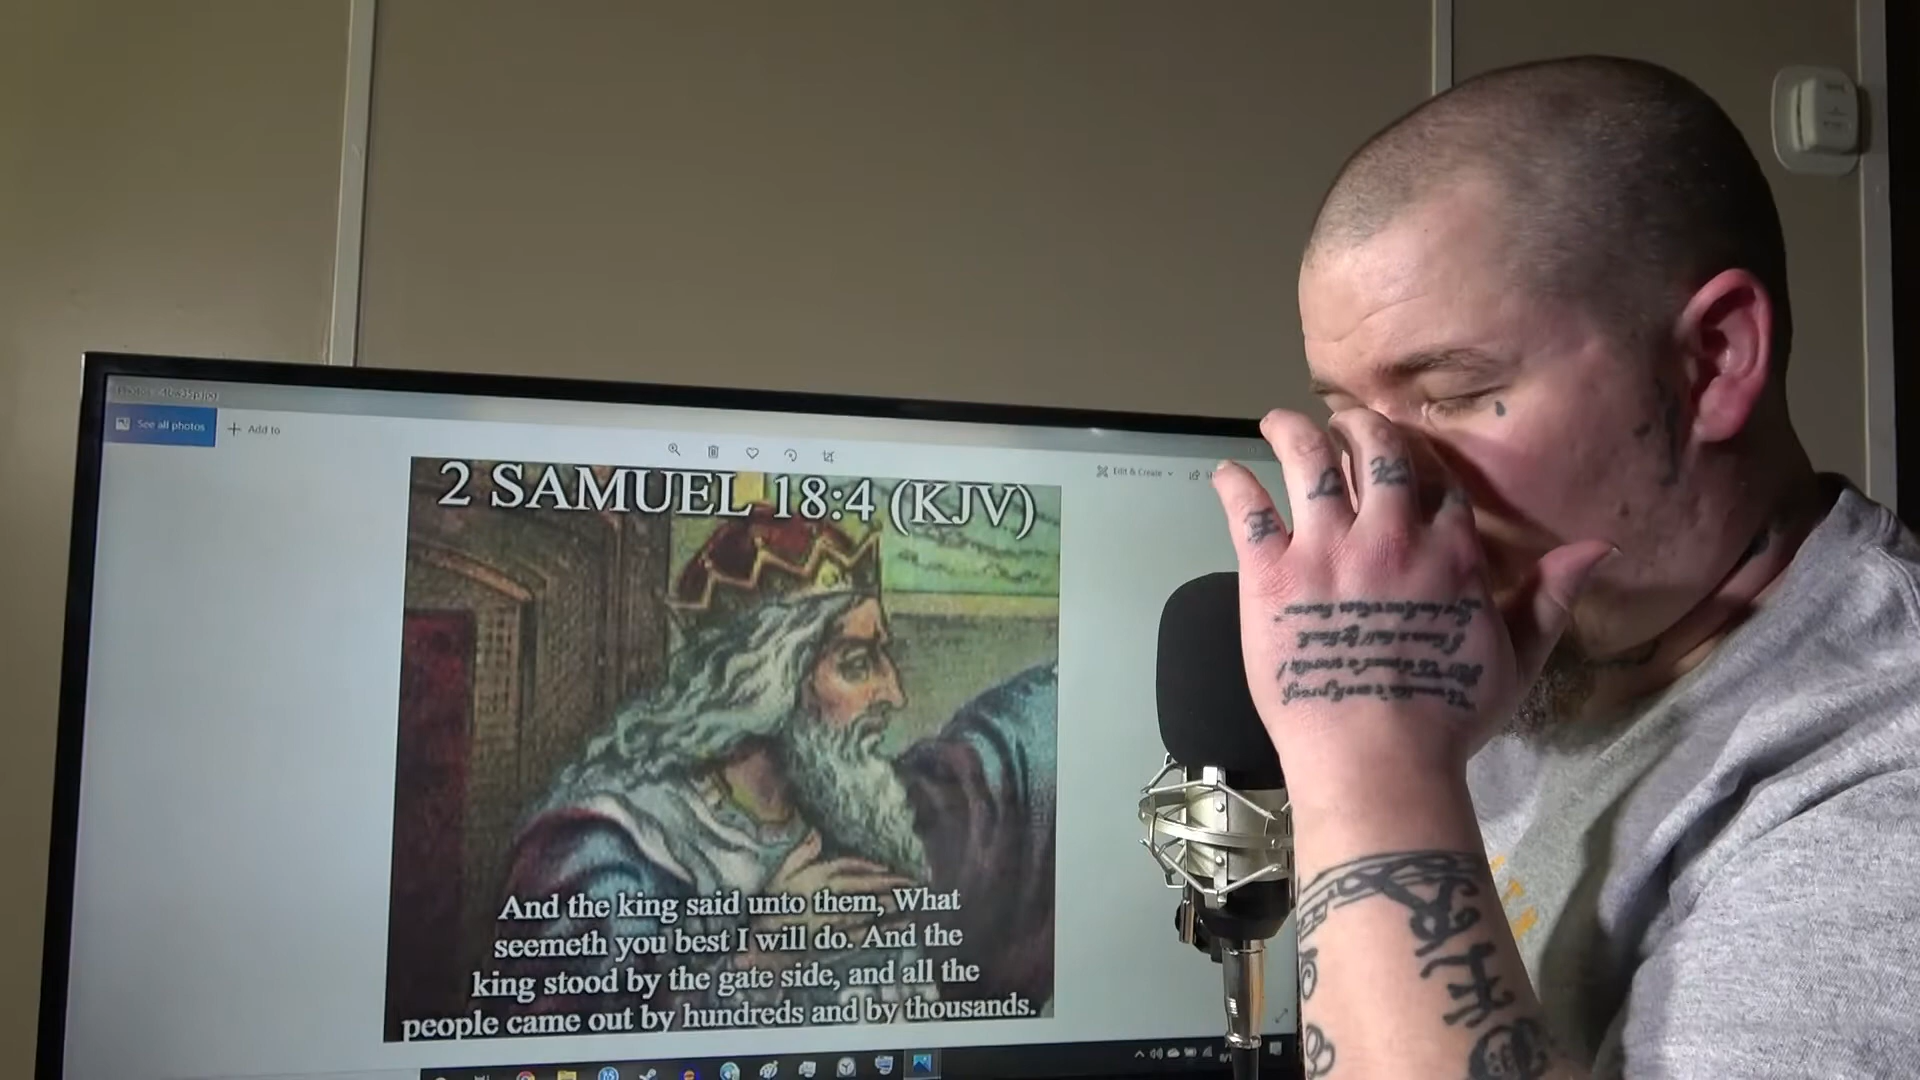 See all photos
Add to
Edit & Create
2 SAMUEL 18:4 (KJV)
And the king said unto them, What
seemeth you best I will do. And the
king stood by the gate side, and all the
people came out by hundreds and by thousands.